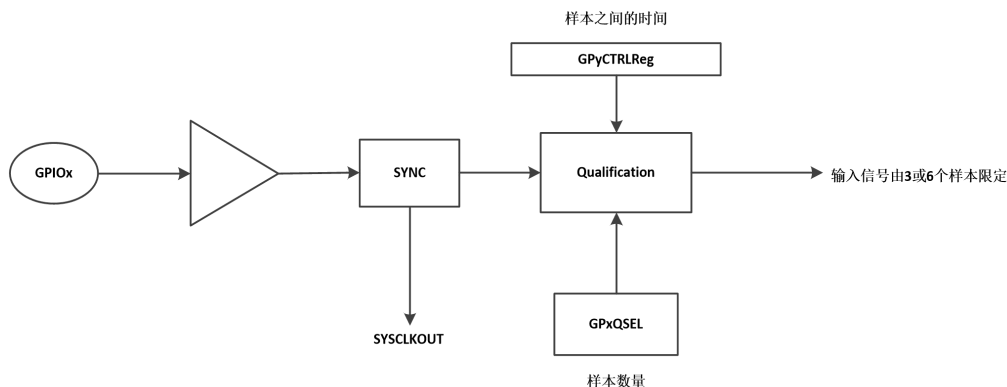 样本之间的时间
GPyCTRLReg
GPIOx
SYNC
Qualification
输入信号由3或6个样本限定
SYSCLKOUT
GPxQSEL
样本数量